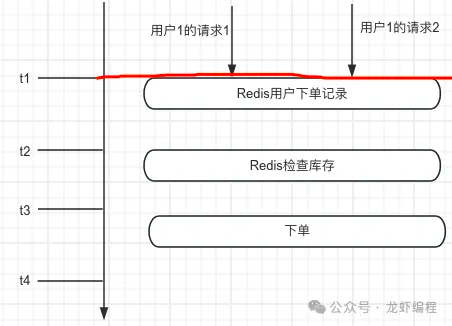 用户1的请求1
用户1的请求2
t1
Redis用户下单记录
t2
Redis检查库存
t3
下单
t4
公众号·龙虾编程